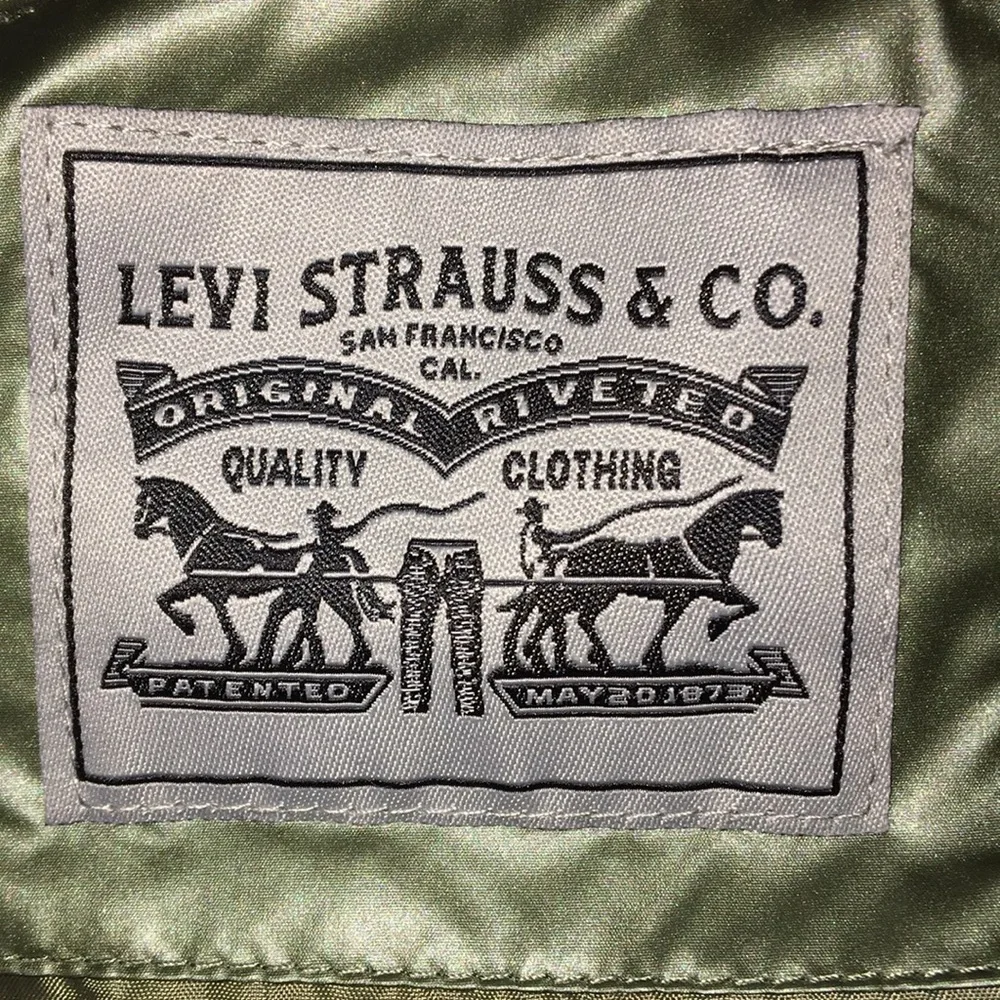 LEVI STRAUSS & CO.
SAN FRANCISCO
CAL.
ORIGINAL RIVETED
QUALITY CLOTHING
PATENTED MAY 20 1873